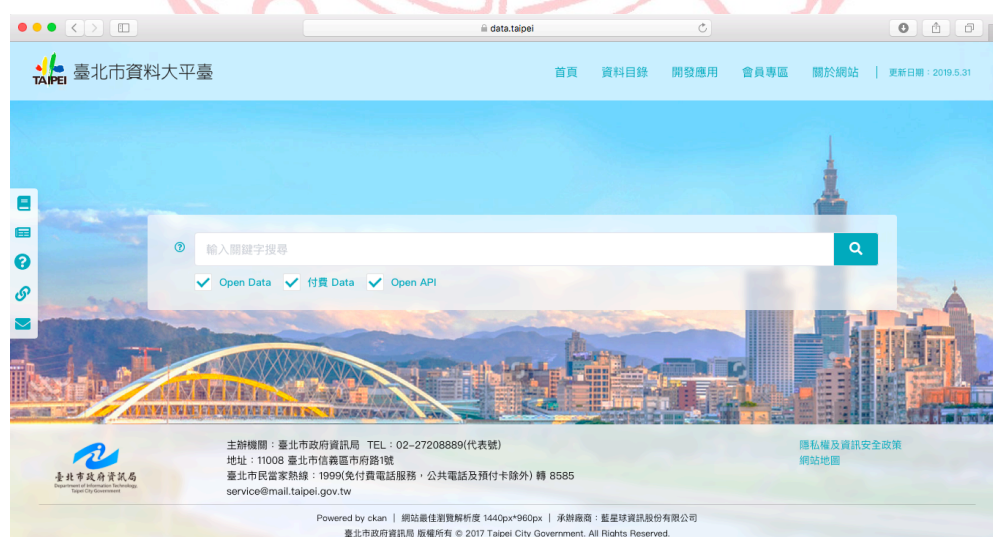 data.taipei
TAIPEI 臺北市資料大平臺
首頁 資料目錄 開發應用 會員專區 關於網站 | 更新日期：2019.5.31
輸入關鍵字搜尋
Open Data 付費 Data Open API
主辦機關：臺北市政府資訊局 TEL：02-27208889(代表號)
地址：11008 臺北市信義區市府路1號
臺北市民當家熱線：1999(免付費電話服務，公共電話及預付卡除外) 轉 8585
service@mail.taipei.gov.tw
臺北市政府資訊局
Department of Information Technology,
Taipei City Government
隱私權及資訊安全政策
網站地圖
Powered by ckan | 網站最佳瀏覽解析度 1440px*960px | 承辦廠商：藍星球資訊股份有限公司
臺北市政府資訊局 版權所有 © 2017 Taipei City Government. All Rights Reserved.